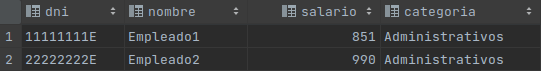 dni nombre salario categoria
1 11111111E Empleado1 851 Administrativos
2 22222222E Empleado2 990 Administrativos